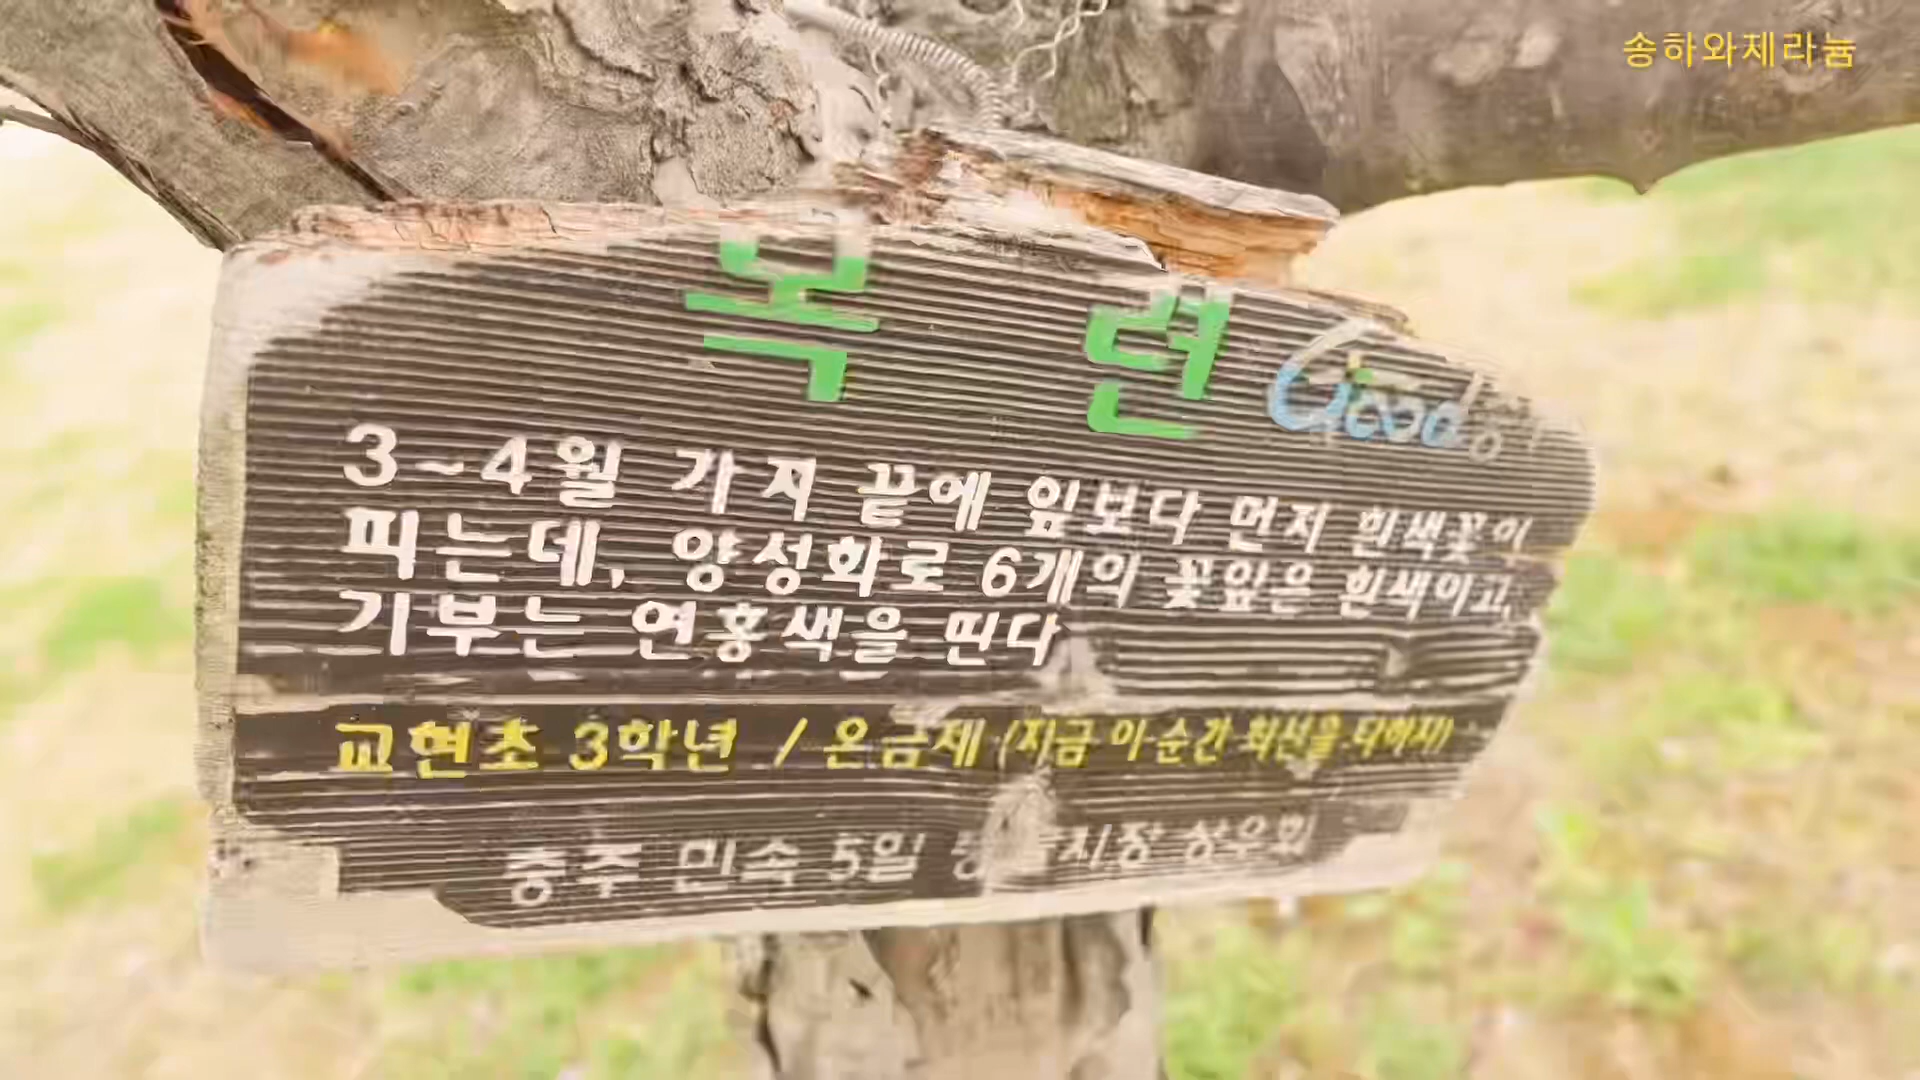 송하와제라늄
목련
Good
3~4월 가지 끝에 잎보다 먼저 흰색꽃이
피는데, 양성화로 6개의 꽃잎은 흰색이고,
기부는 연홍색을 띤다
교현초 3학년 / 온금제 (지금 이 순간 최선을 다하자)
충주 민속 5일 시장 상우회